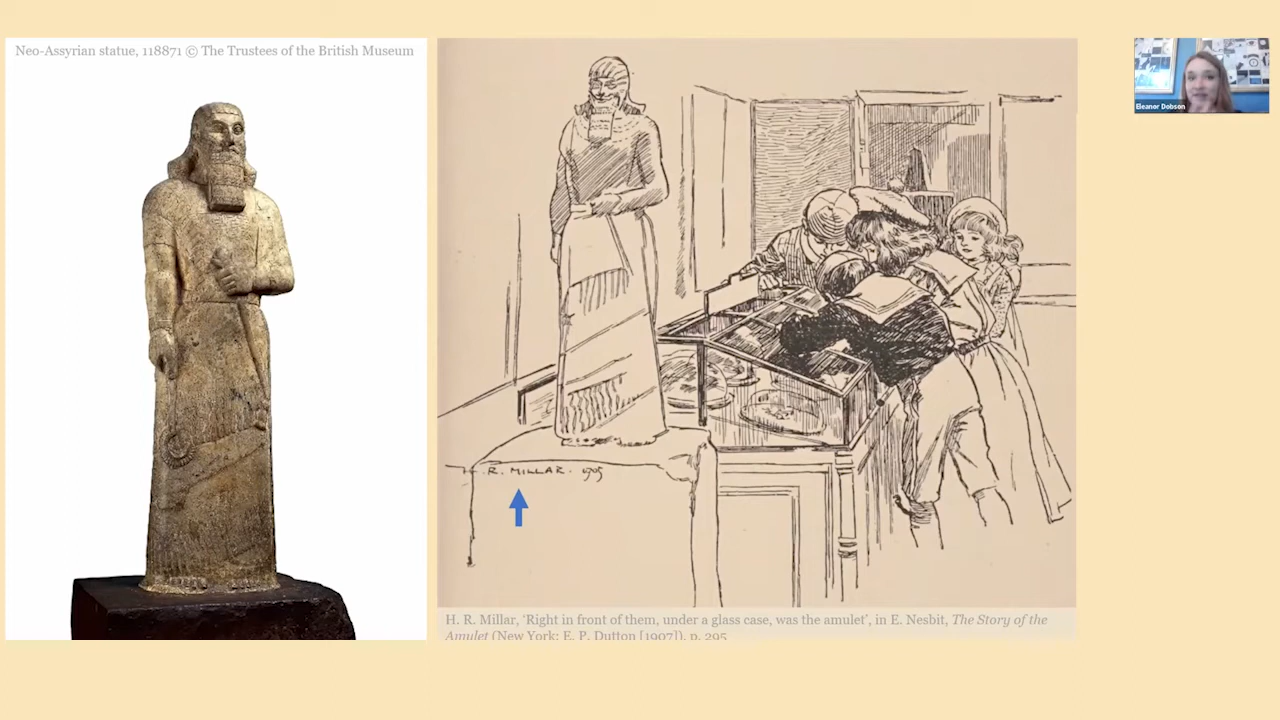 Neo-Assyrian statue, 118871 © The Trustees of the British Museum
Eleanor Dobson
H. R. MILLAR. 1905
H. R. Millar, ‘Right in front of them, under a glass case, was the amulet’, in E. Nesbit, The Story of the
Amulet (New York: E. P. Dutton [1907]), p. 295